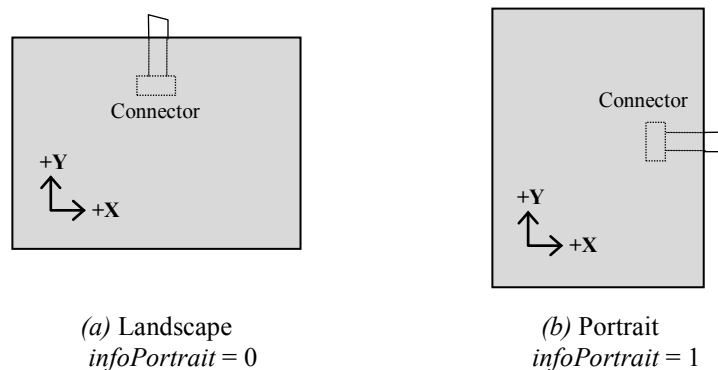 Connector
+Y
+X
(a) Landscape
infoPortrait = 0
Connector
+Y
+X
(b) Portrait
infoPortrait = 1